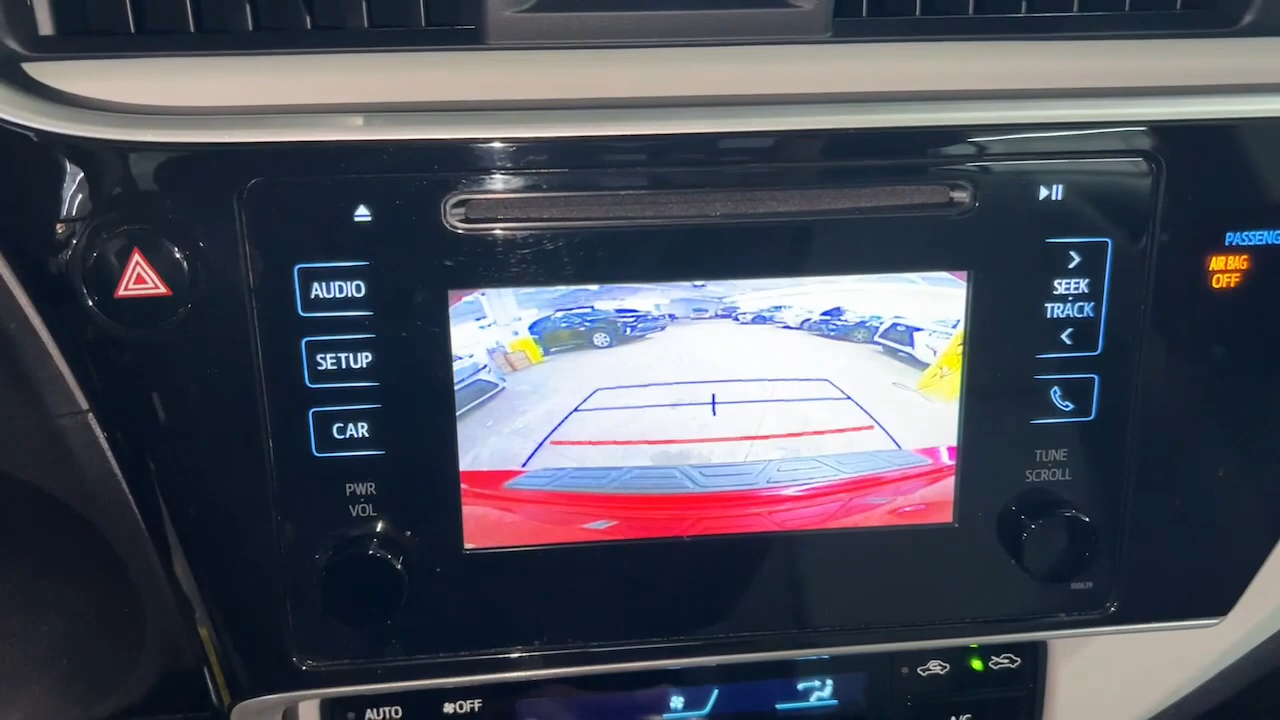 AUDIO
SETUP
CAR
PWR
VOL
SEEK
TRACK
TUNE
SCROLL
PASSENG
AIR BAG
OFF
AUTO
OFF
A/C